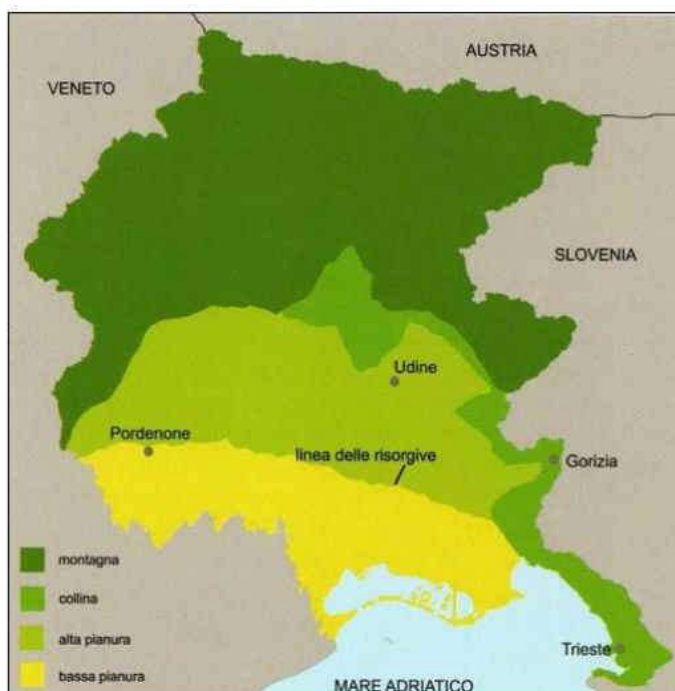 AUSTRIA
VENETO
SLOVENIA
Udine
Pordenone
linea delle risorgive
Gorizia
montagna
collina
alta pianura
Trieste
bassa pianura
MARE ADRIATICO